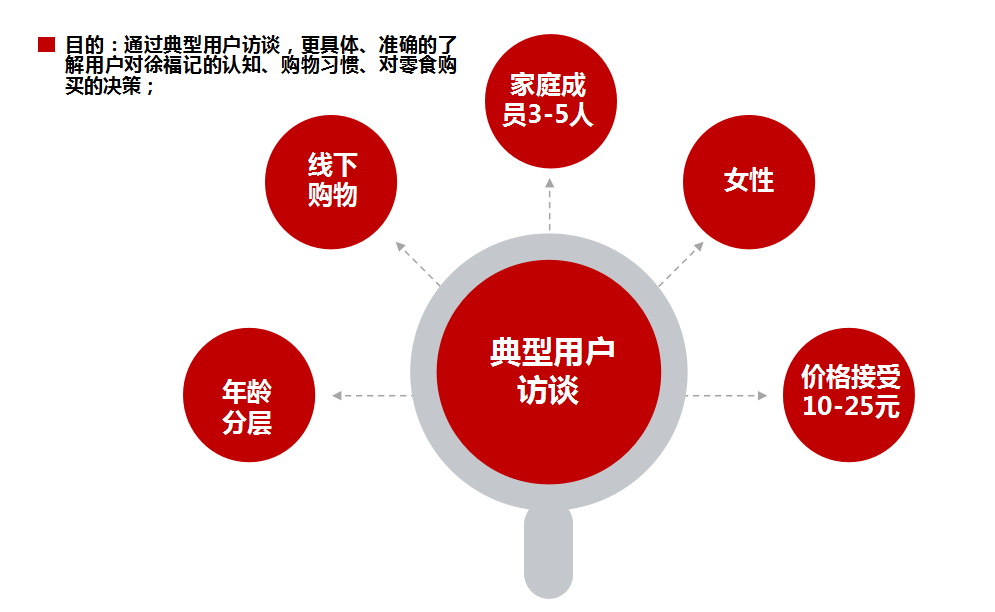 目的：通过典型用户访谈，更具体、准确的了
解用户对徐福记的认知、购物习惯、对零食购
买的决策；
家庭成
员3-5人
线下
购物
女性
典型用户
访谈
年龄
分层
价格接受
10-25元